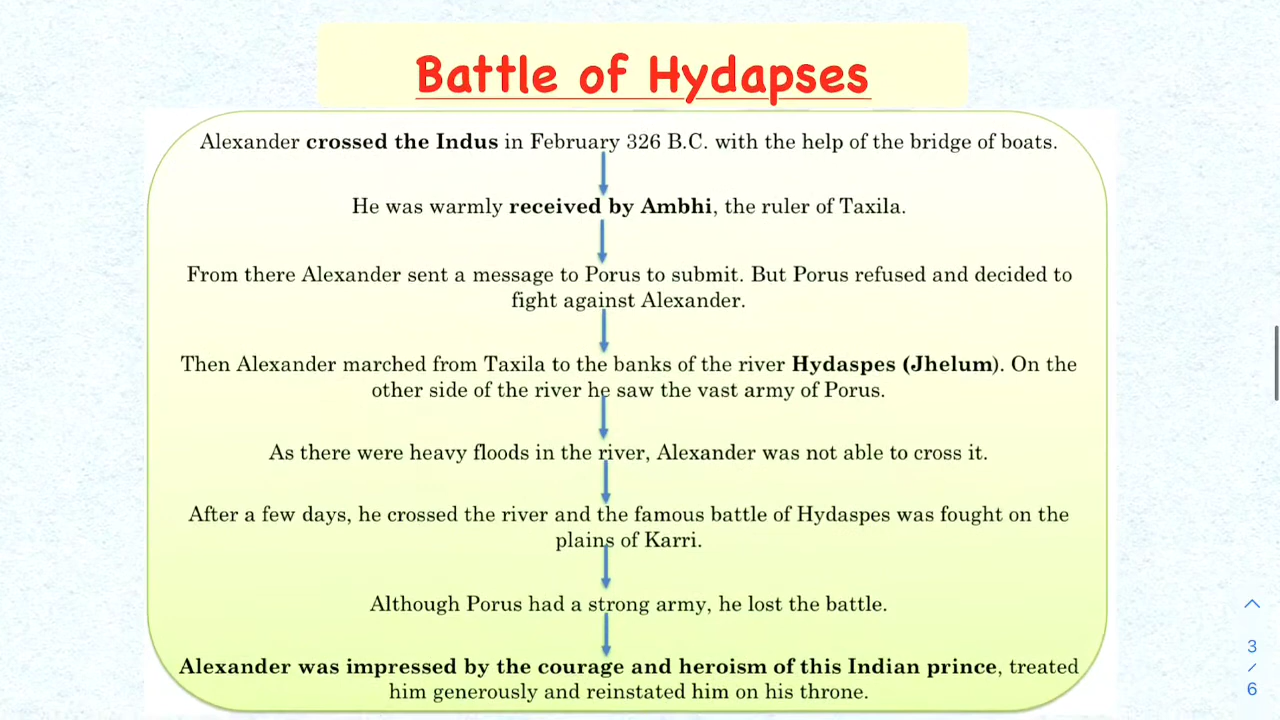 Battle of Hydapses
Alexander crossed the Indus in February 326 B.C. with the help of the bridge of boats.
He was warmly received by Ambhi, the ruler of Taxila.
From there Alexander sent a message to Porus to submit. But Porus refused and decided to
fight against Alexander.
Then Alexander marched from Taxila to the banks of the river Hydaspes (Jhelum). On the
other side of the river he saw the vast army of Porus.
As there were heavy floods in the river, Alexander was not able to cross it.
After a few days, he crossed the river and the famous battle of Hydaspes was fought on the
plains of Karri.
Although Porus had a strong army, he lost the battle.
Alexander was impressed by the courage and heroism of this Indian prince, treated
him generously and reinstated him on his throne.
3
/
6